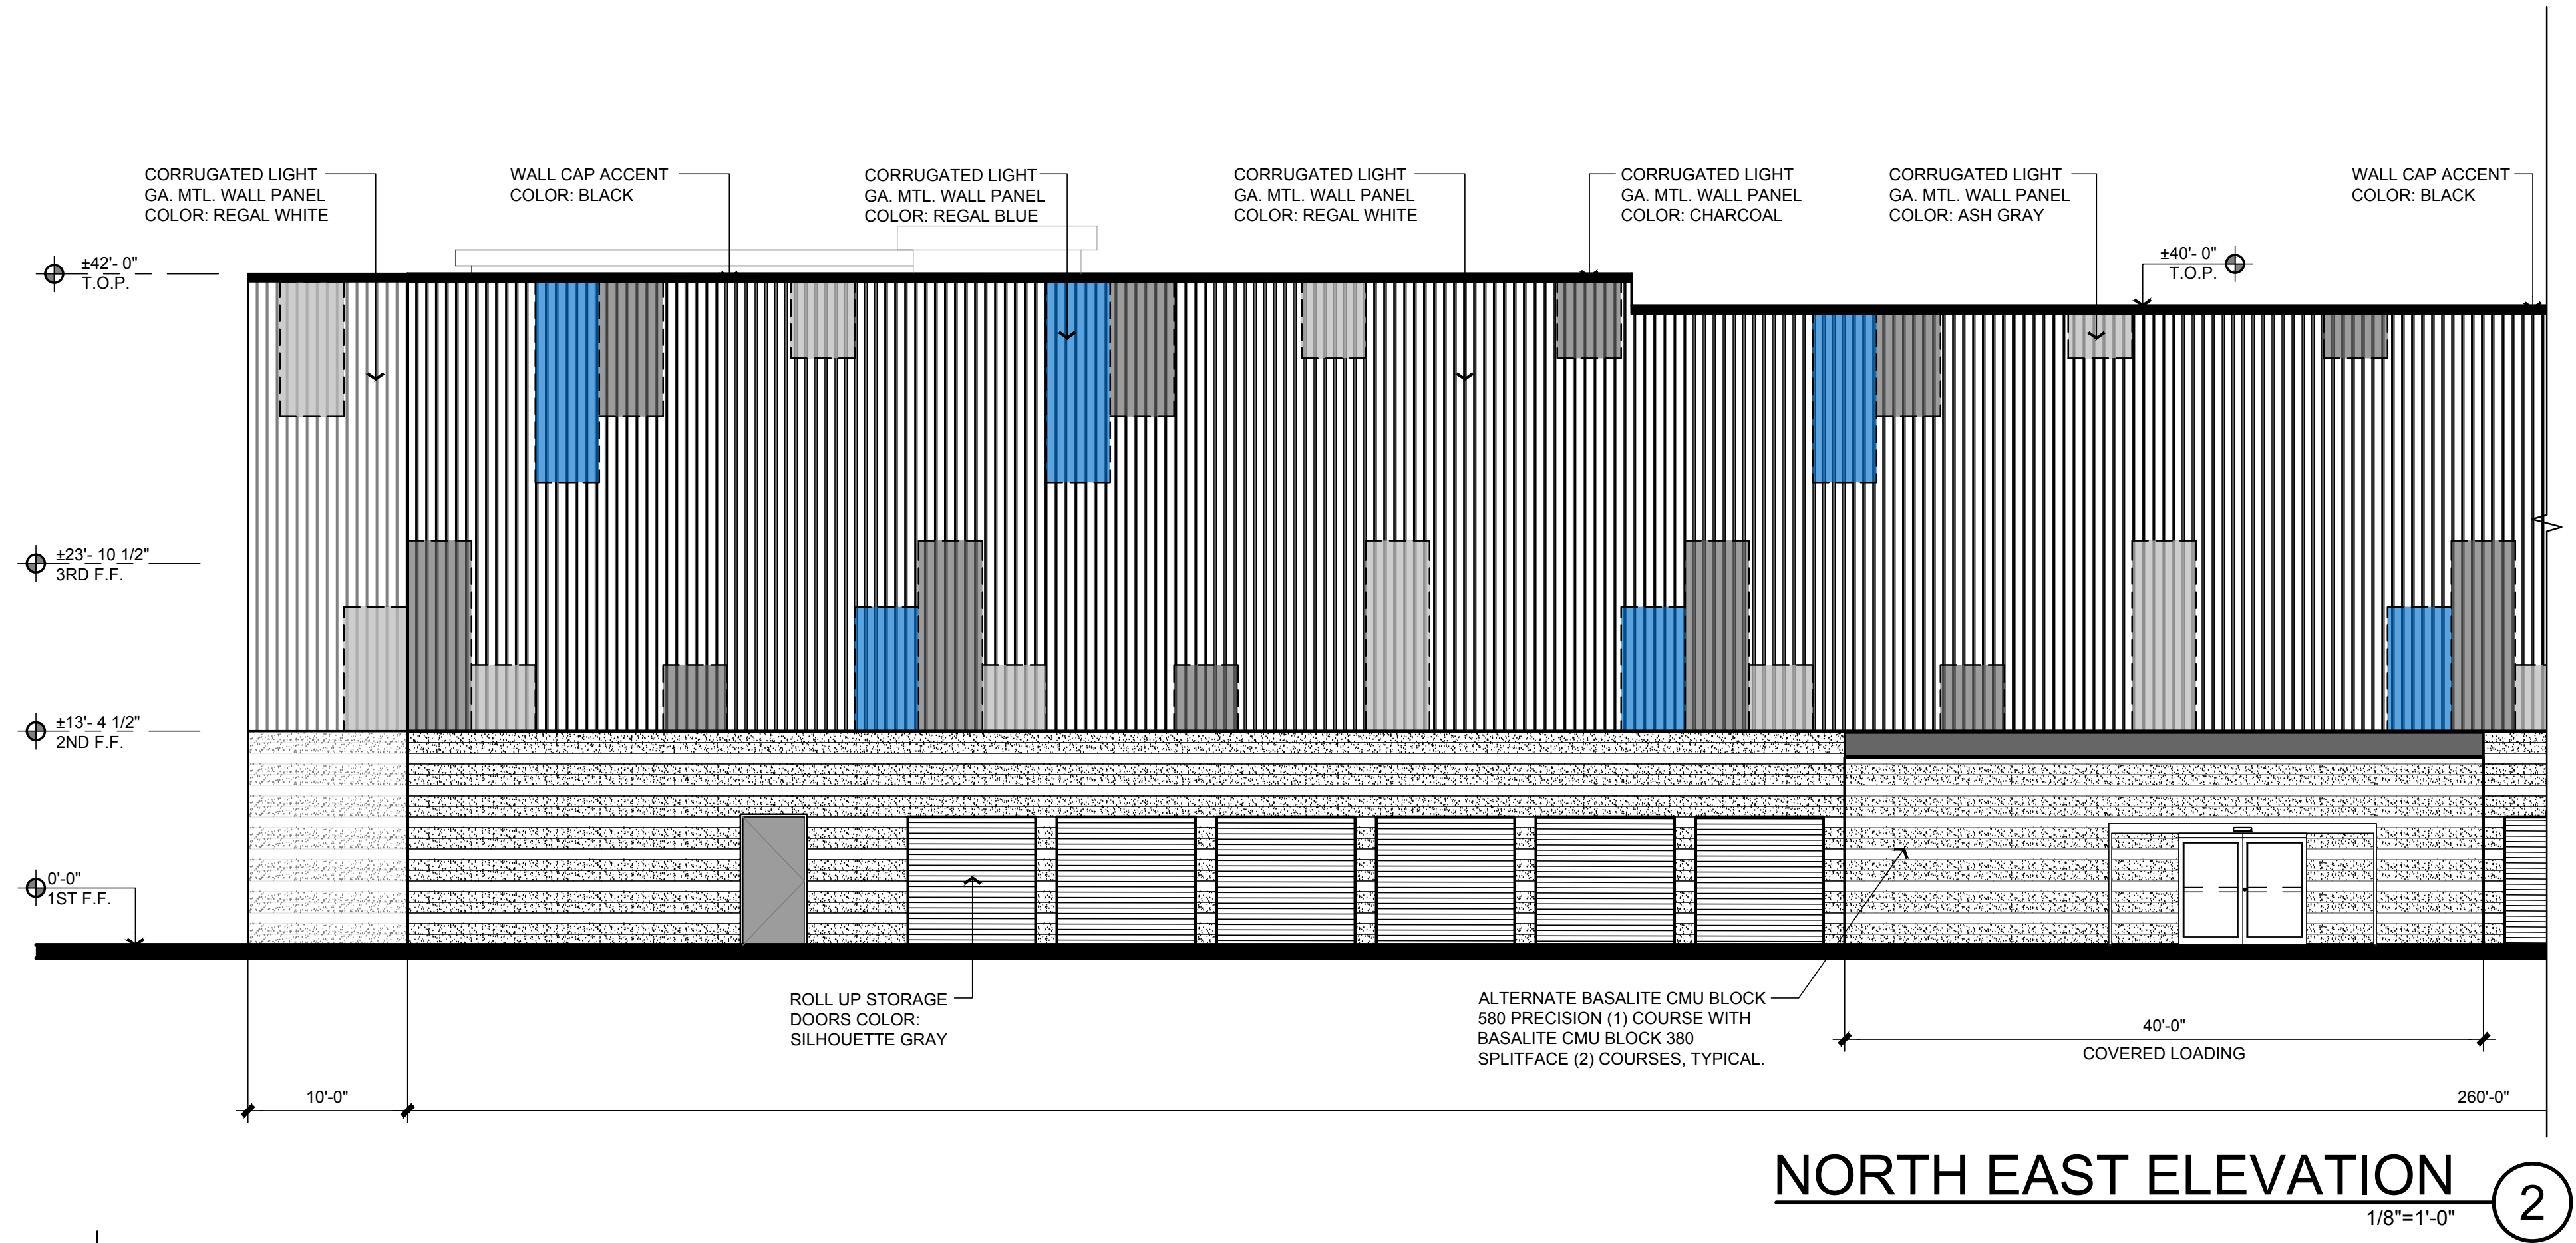 CORRUGATED LIGHT
GA. MTL. WALL PANEL
COLOR: REGAL WHITE
WALL CAP ACCENT
COLOR: BLACK
CORRUGATED LIGHT
GA. MTL. WALL PANEL
COLOR: REGAL BLUE
CORRUGATED LIGHT
GA. MTL. WALL PANEL
COLOR: REGAL WHITE
CORRUGATED LIGHT
GA. MTL. WALL PANEL
COLOR: CHARCOAL
CORRUGATED LIGHT
GA. MTL. WALL PANEL
COLOR: ASH GRAY
WALL CAP ACCENT
COLOR: BLACK
±42'- 0"
T.O.P.
±40'- 0"
T.O.P.
±23'- 10 1/2"
3RD F.F.
±13'- 4 1/2"
2ND F.F.
0'-0"
1ST F.F.
ROLL UP STORAGE
DOORS COLOR:
SILHOUETTE GRAY
ALTERNATE BASALITE CMU BLOCK
580 PRECISION (1) COURSE WITH
BASALITE CMU BLOCK 380
SPLITFACE (2) COURSES, TYPICAL.
40'-0"
COVERED LOADING
10'-0"
260'-0"
NORTH EAST ELEVATION
2
1/8"=1'-0"